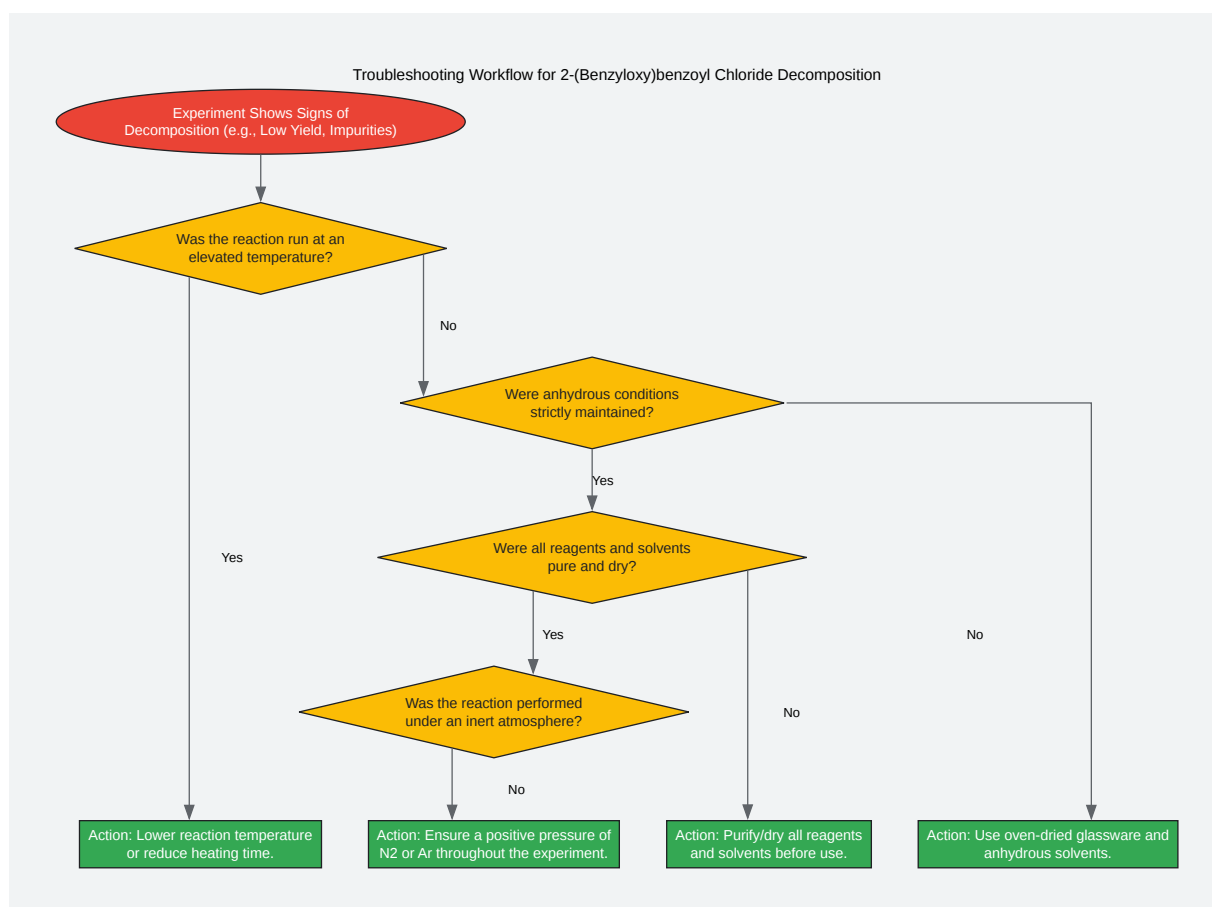 Troubleshooting Workflow for 2-(Benzyloxy)benzoyl Chloride Decomposition
Experiment Shows Signs of
Decomposition (e.g., Low Yield, Impurities)
Was the reaction run at an
elevated temperature?
No
Were anhydrous conditions
strictly maintained?
Yes
Were all reagents and solvents
pure and dry?
Yes
Yes
No
Was the reaction performed
under an inert atmosphere?
No
No
Action: Lower reaction temperature
or reduce heating time.
Action: Ensure a positive pressure of
N2 or Ar throughout the experiment.
Action: Purify/dry all reagents
and solvents before use.
Action: Use oven-dried glassware and
anhydrous solvents.